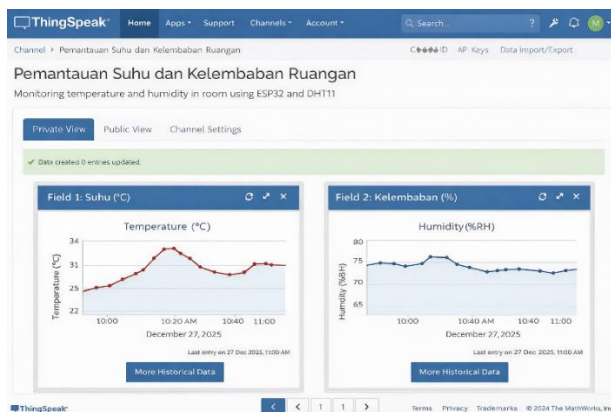 ThingSpeak™ Home Apps Support Channels Account Search... ? M
Channel › Pemantauan Suhu dan Kelembaban Ruangan ID API Keys Data Import/Export
Pemantauan Suhu dan Kelembaban Ruangan
Monitoring temperature and humidity in room using ESP32 and DHT11
Private View Public View Channel Settings
✓ Data created 0 entries updated.
Field 1: Suhu (°C)
Temperature (°C)
Temperature (°C)
34
31
25
22
10:00 10:20 AM 10:40 11:00
December 27, 2025
Last entry on 27 Dec 2025, 11:00 AM
More Historical Data
Field 2: Kelembaban (%)
Humidity(%RH)
80
75
70
65
10:00 10:40 AM 10:40 11:00
December 27, 2025
Last entry on 27 Dec 2025, 11:00 AM
More Historical Data
ThingSpeak™ 1 1 Terms Privacy Trademarks © 2024 The MathWorks, Inc